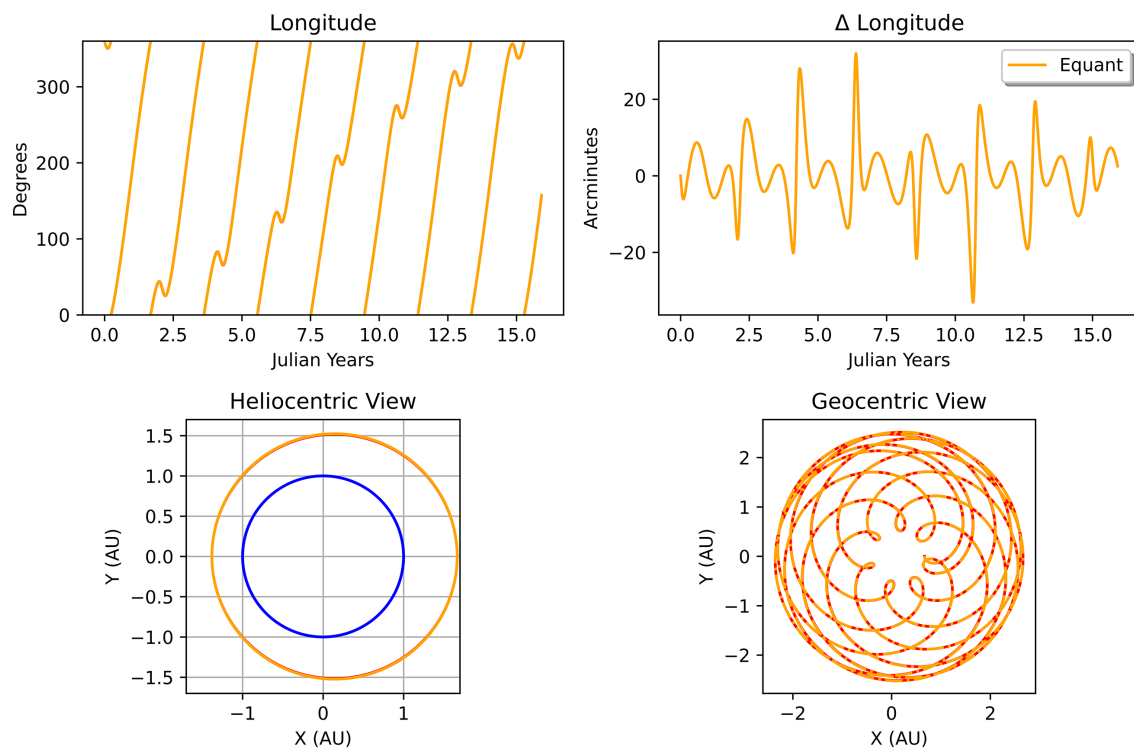 Longitude
Degrees
300
200
100
0
0.0 2.5 5.0 7.5 10.0 12.5 15.0
Julian Years
Δ Longitude
Equant
Arcminutes
20
0
−20
0.0 2.5 5.0 7.5 10.0 12.5 15.0
Julian Years
Heliocentric View
Y (AU)
1.5
1.0
0.5
0.0
−0.5
−1.0
−1.5
−1 0 1
X (AU)
Geocentric View
Y (AU)
2
1
0
−1
−2
−2 0 2
X (AU)